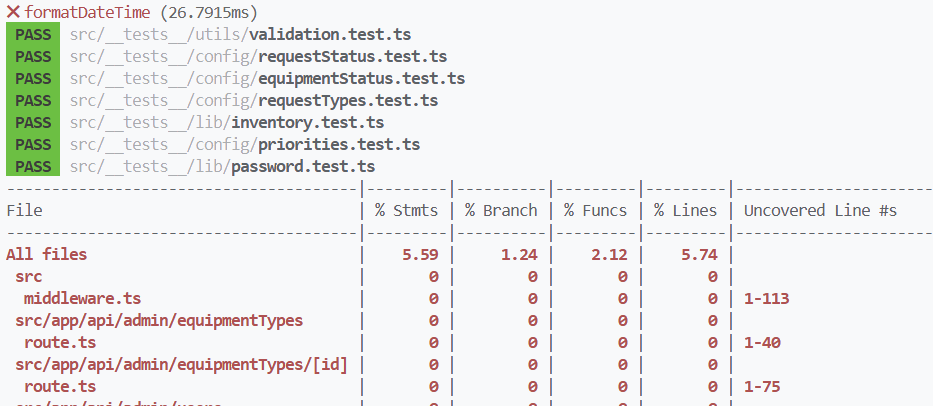 ✕ formatDateTime (26.7915ms)
PASS src/__tests__/utils/validation.test.ts
PASS src/__tests__/config/requestStatus.test.ts
PASS src/__tests__/config/equipmentStatus.test.ts
PASS src/__tests__/config/requestTypes.test.ts
PASS src/__tests__/lib/inventory.test.ts
PASS src/__tests__/config/priorities.test.ts
PASS src/__tests__/lib/password.test.ts
---------------------------------------|---------|----------|---------|---------|----------------------
File | % Stmts | % Branch | % Funcs | % Lines | Uncovered Line #s
---------------------------------------|---------|----------|---------|---------|----------------------
All files | 5.59 | 1.24 | 2.12 | 5.74 |
src | 0 | 0 | 0 | 0 |
middleware.ts | 0 | 0 | 0 | 0 | 1-113
src/app/api/admin/equipmentTypes | 0 | 0 | 0 | 0 |
route.ts | 0 | 0 | 0 | 0 | 1-40
src/app/api/admin/equipmentTypes/[id] | 0 | 0 | 0 | 0 |
route.ts | 0 | 0 | 0 | 0 | 1-75